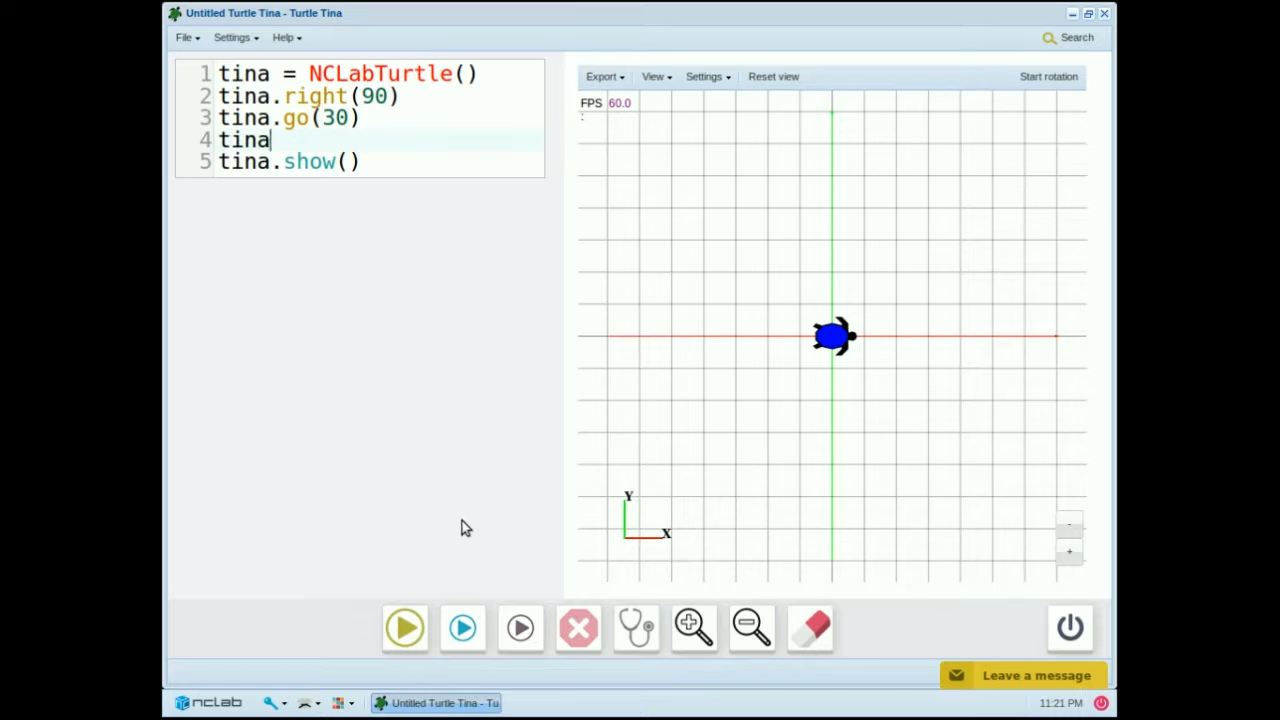 Untitled Turtle Tina - Turtle Tina
File Settings Help Search
1 tina = NCLabTurtle()
2 tina.right(90)
3 tina.go(30)
4 tina
5 tina.show()
Export View Settings Reset view Start rotation
FPS 60.0
:
Y
X
-
+
Leave a message
nclab Untitled Turtle Tina - Tu 11:21 PM